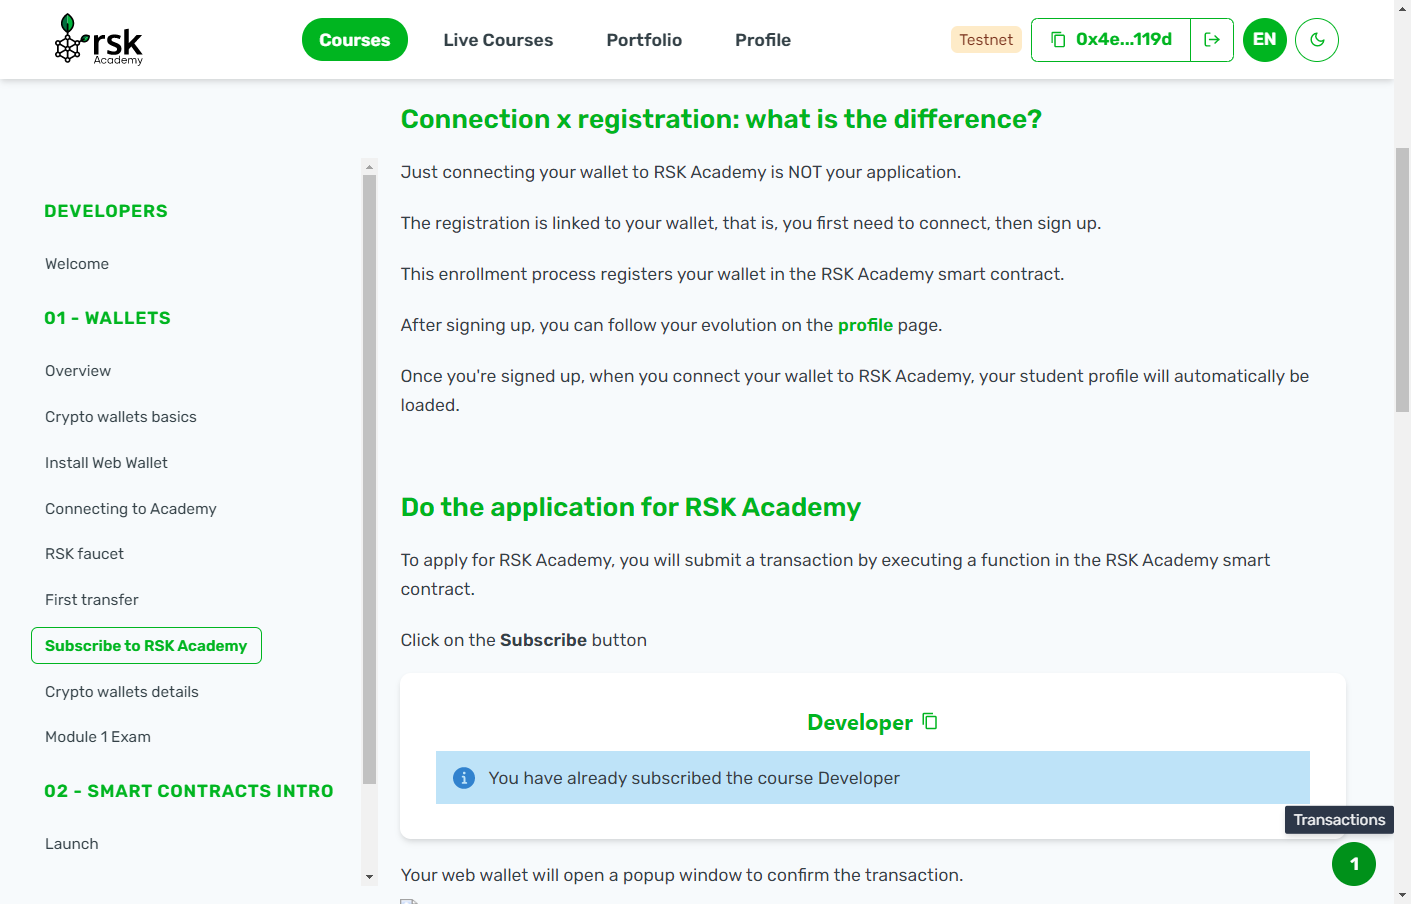 rsk
Academy
Courses
Live Courses
Portfolio
Profile
Testnet
0x4e...119d
EN
DEVELOPERS
Welcome
01 - WALLETS
Overview
Crypto wallets basics
Install Web Wallet
Connecting to Academy
RSK faucet
First transfer
Subscribe to RSK Academy
Crypto wallets details
Module 1 Exam
02 - SMART CONTRACTS INTRO
Launch
Connection x registration: what is the difference?
Just connecting your wallet to RSK Academy is NOT your application.
The registration is linked to your wallet, that is, you first need to connect, then sign up.
This enrollment process registers your wallet in the RSK Academy smart contract.
After signing up, you can follow your evolution on the profile page.
Once you're signed up, when you connect your wallet to RSK Academy, your student profile will automatically be
loaded.
Do the application for RSK Academy
To apply for RSK Academy, you will submit a transaction by executing a function in the RSK Academy smart
contract.
Click on the Subscribe button
Developer
You have already subscribed the course Developer
Transactions
1
Your web wallet will open a popup window to confirm the transaction.